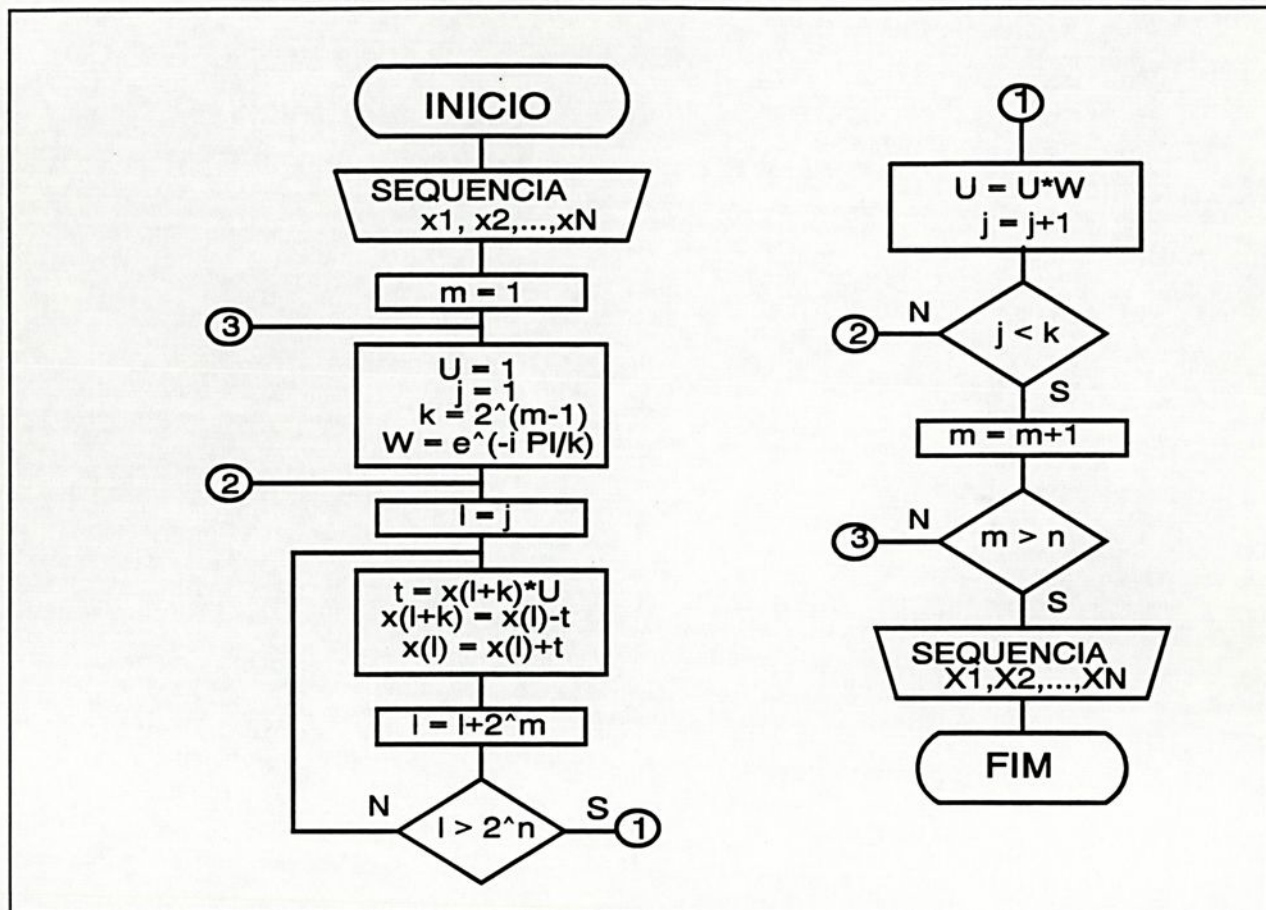 INICIO
SEQUENCIA
x1, x2,...,xN
m = 1
3
U = 1
j = 1
k = 2^(m-1)
W = e^(-i PI/k)
2
l = j
t = x(l+k)*U
x(l+k) = x(l)-t
x(l) = x(l)+t
l = l+2^m
N
l > 2^n
S
1
1
U = U*W
j = j+1
N
2
j < k
S
m = m+1
N
3
m > n
S
SEQUENCIA
X1,X2,...,XN
FIM